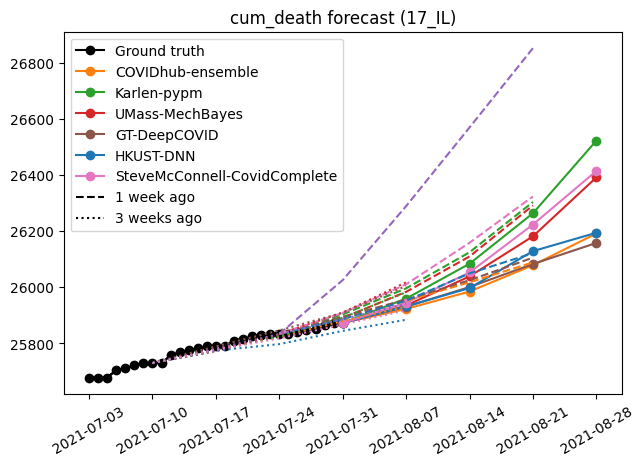 cum_death forecast (17_IL)
Ground truth
COVIDhub-ensemble
Karlen-pypm
UMass-MechBayes
GT-DeepCOVID
HKUST-DNN
SteveMcConnell-CovidComplete
1 week ago
3 weeks ago
26800
26600
26400
26200
26000
25800
2021-07-03
2021-07-10
2021-07-17
2021-07-24
2021-07-31
2021-08-07
2021-08-14
2021-08-21
2021-08-28